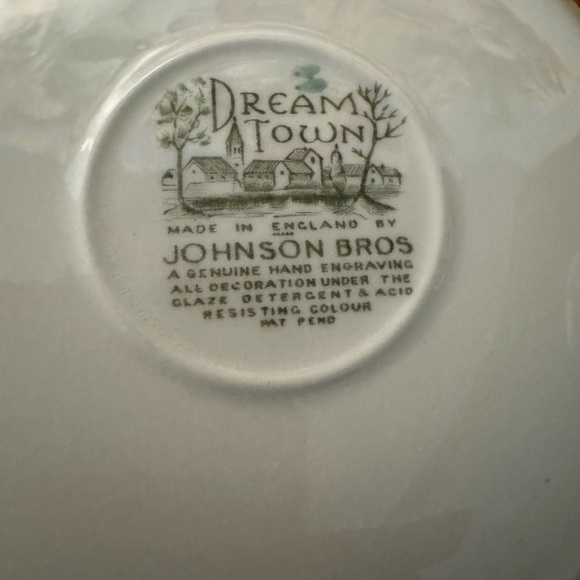 DREAM
TOWN
MADE IN ENGLAND BY
JOHNSON BROS
A GENUINE HAND ENGRAVING
ALL DECORATION UNDER THE
GLAZE DETERGENT & ACID
RESISTING COLOUR
PAT PEND